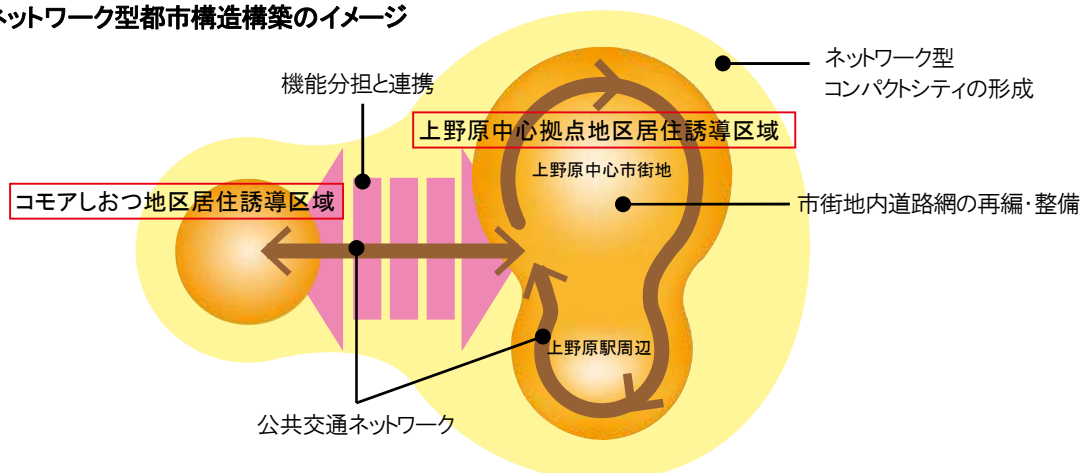 ネットワーク型都市構造構築のイメージ
機能分担と連携
ネットワーク型
コンパクトシティの形成
上野原中心拠点地区居住誘導区域
上野原中心市街地
コモアしおつ地区居住誘導区域
市街地内道路網の再編・整備
上野原駅周辺
公共交通ネットワーク